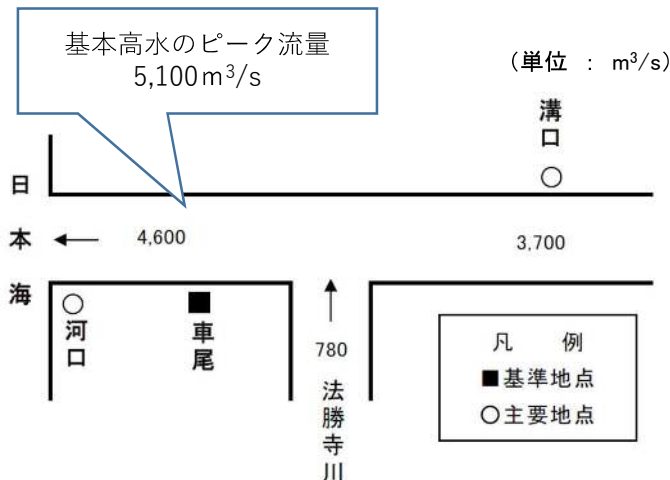 基本高水のピーク流量
5,100m³/s
(単位 : m³/s)
溝口
日本海
4,600
3,700
河口
車尾
780
法勝寺川
凡 例
■基準地点
○主要地点